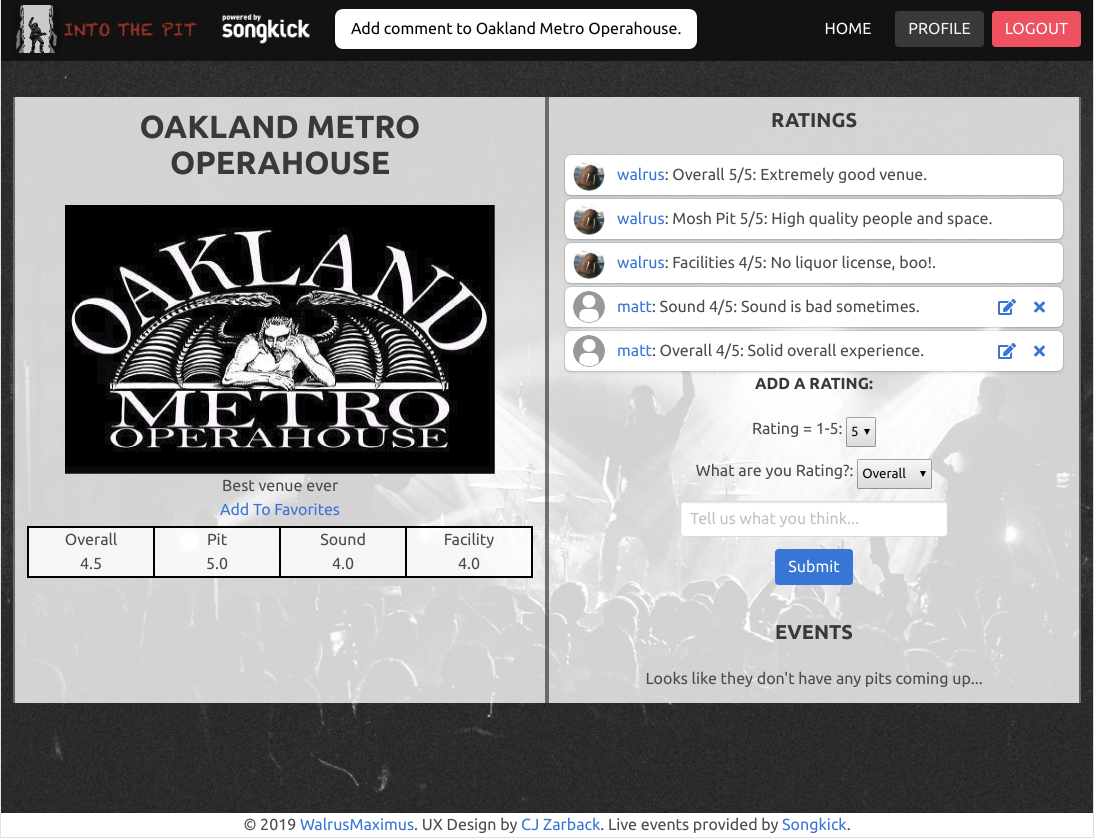 INTO THE PIT
powered by
songkick
Add comment to Oakland Metro Operahouse.
HOME
PROFILE
LOGOUT
OAKLAND METRO
OPERAHOUSE
OAKLAND
METRO
OPERAHOUSE
Best venue ever
Add To Favorites
Overall Pit Sound Facility
4.5 5.0 4.0 4.0
RATINGS
walrus: Overall 5/5: Extremely good venue.
walrus: Mosh Pit 5/5: High quality people and space.
walrus: Facilities 4/5: No liquor license, boo!.
matt: Sound 4/5: Sound is bad sometimes.
matt: Overall 4/5: Solid overall experience.
ADD A RATING:
Rating = 1-5: 5
What are you Rating?: Overall
Tell us what you think...
Submit
EVENTS
Looks like they don't have any pits coming up...
© 2019 WalrusMaximus. UX Design by CJ Zarback. Live events provided by Songkick.